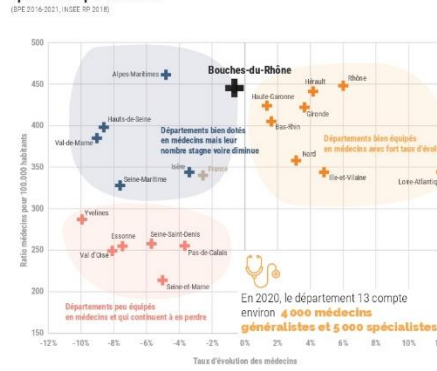 (BPE 2016-2021, INSEE RP 2018)
Ratio médecins pour 100.000 habitants
500
450
400
350
300
250
200
150
Alpes Maritimes
Bouches-du-Rhône
Hérault
Rhône
Haute-Garonne
Gironde
Bas-Rhin
Hauts-de-Seine
Val-de-Marne
Départements bien dotés
en médecins mais leur
nombre stagne voire diminue
Départements bien équipés
en médecins avec fort taux d'évol
Isère
France
Seine-Maritime
Nord
Ille-et-Vilaine
Loire-Atlantiq
Yvelines
Essonne
Seine-Saint-Denis
Val d'Oise
Pas-de-Calais
Seine-et-Marne
Départements peu équipés
en médecins et qui continuent à en perdre
En 2020, le département 13 compte
environ 4 000 médecins
généralistes et 5 000 spécialistes
-12% -10% -8% -6% -4% -2% 0% 2% 4% 6% 8% 10%
Taux d'évolution des médecins